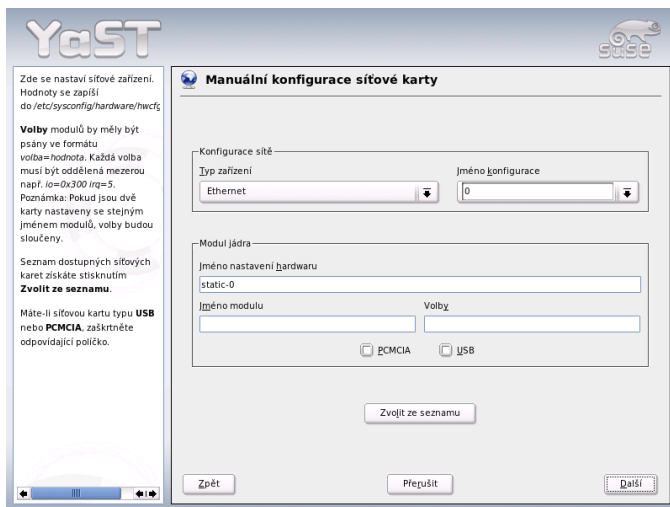 YaST
SUSE
Zde se nastaví síťové zařízení.
Hodnoty se zapíší
do /etc/sysconfig/hardware/hwcfg
Volby modulů by měly být
psány ve formátu
volba=hodnota. Každá volba
musí být oddělená mezerou
např. io=0x300 irq=5.
Poznámka: Pokud jsou dvě
karty nastaveny se stejným
jménem modulů, volby budou
sloučeny.
Seznam dostupných síťových
karet získáte stisknutím
Zvolit ze seznamu.
Máte-li síťovou kartu typu USB
nebo PCMCIA, zaškrtněte
odpovídající políčko.
Manuální konfigurace síťové karty
Konfigurace sítě
Typ zařízení
Jméno konfigurace
Ethernet
0
Modul jádra
Jméno nastavení hardwaru
static-0
Jméno modulu
Volby
PCMCIA
USB
Zvolit ze seznamu
Zpět
Přerušit
Další